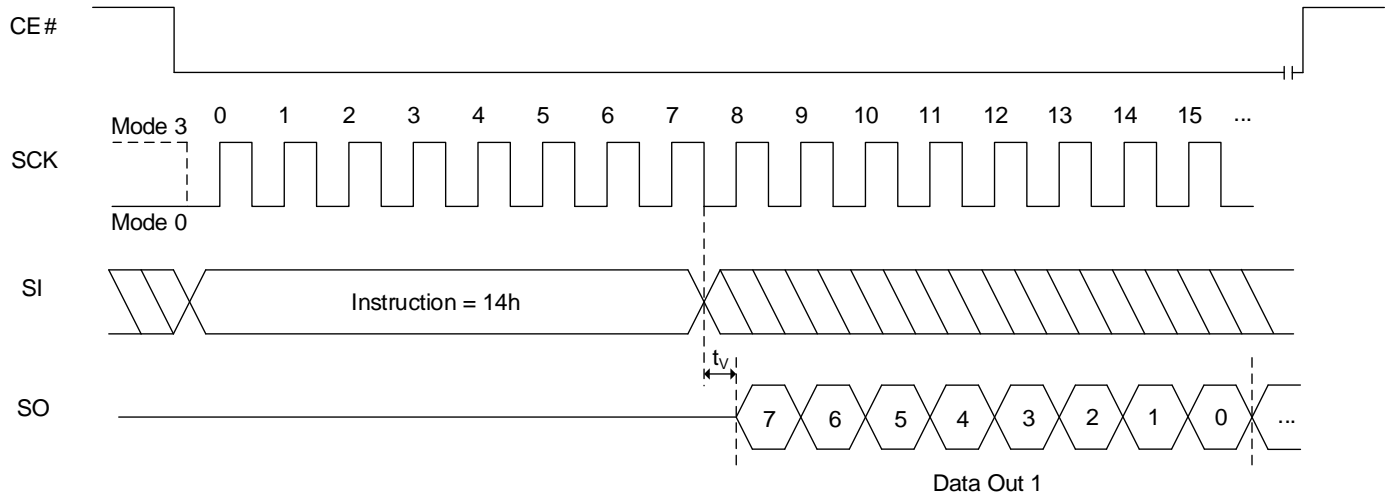 CE#
0 1 2 3 4 5 6 7 8 9 10 11 12 13 14 15 ...
Mode 3
SCK
Mode 0
SI
Instruction = 14h
tV
SO
7 6 5 4 3 2 1 0 ...
Data Out 1